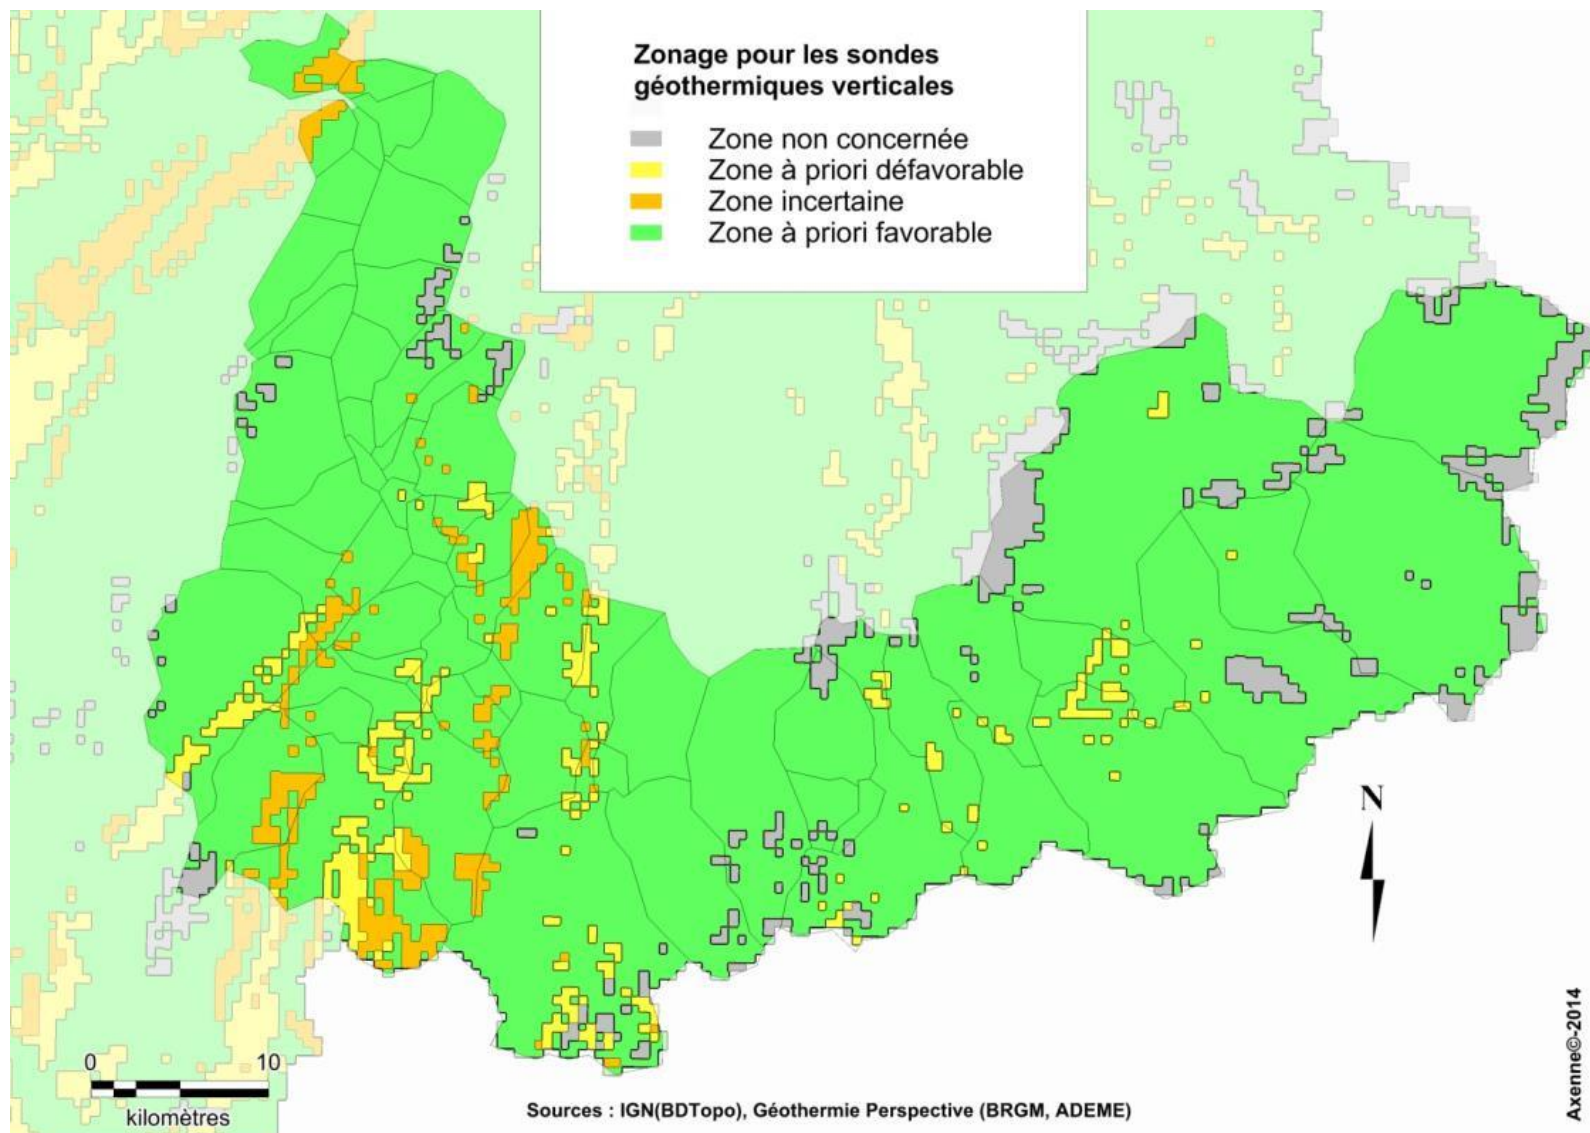 Zonage pour les sondes
géothermiques verticales
Zone non concernée
Zone à priori défavorable
Zone incertaine
Zone à priori favorable
N
0 10
kilomètres
Sources : IGN(BDTopo), Géothermie Perspective (BRGM, ADEME)
Axenne©-2014